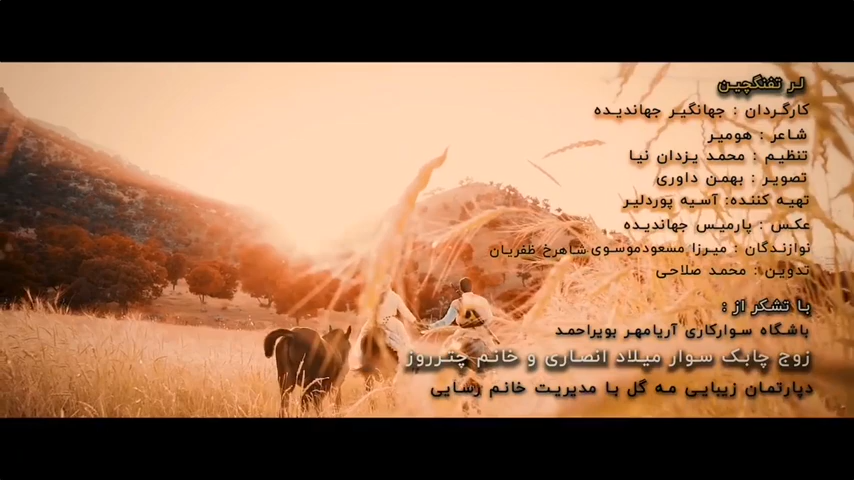 لر تفنگچین
کارگردان : جهانگیر جهاندیده
شاعر : هومیر
تنظیم : محمد یزدان نیا
تصویر : بهمن داوری
تهیه کننده: آسیه پوردلیر
عکس : پارمیس جهاندیده
نوازندگان : میرزا مسعودموسوی شاهرخ ظفریان
تدوین : محمد صلاحی
با تشکر از :
باشگاه سوارکاری آریامهر بویراحمد
زوج چابک سوار میلاد انصاری و خانم چترروز
دپارتمان زیبایی مه گل با مدیریت خانم رسایی